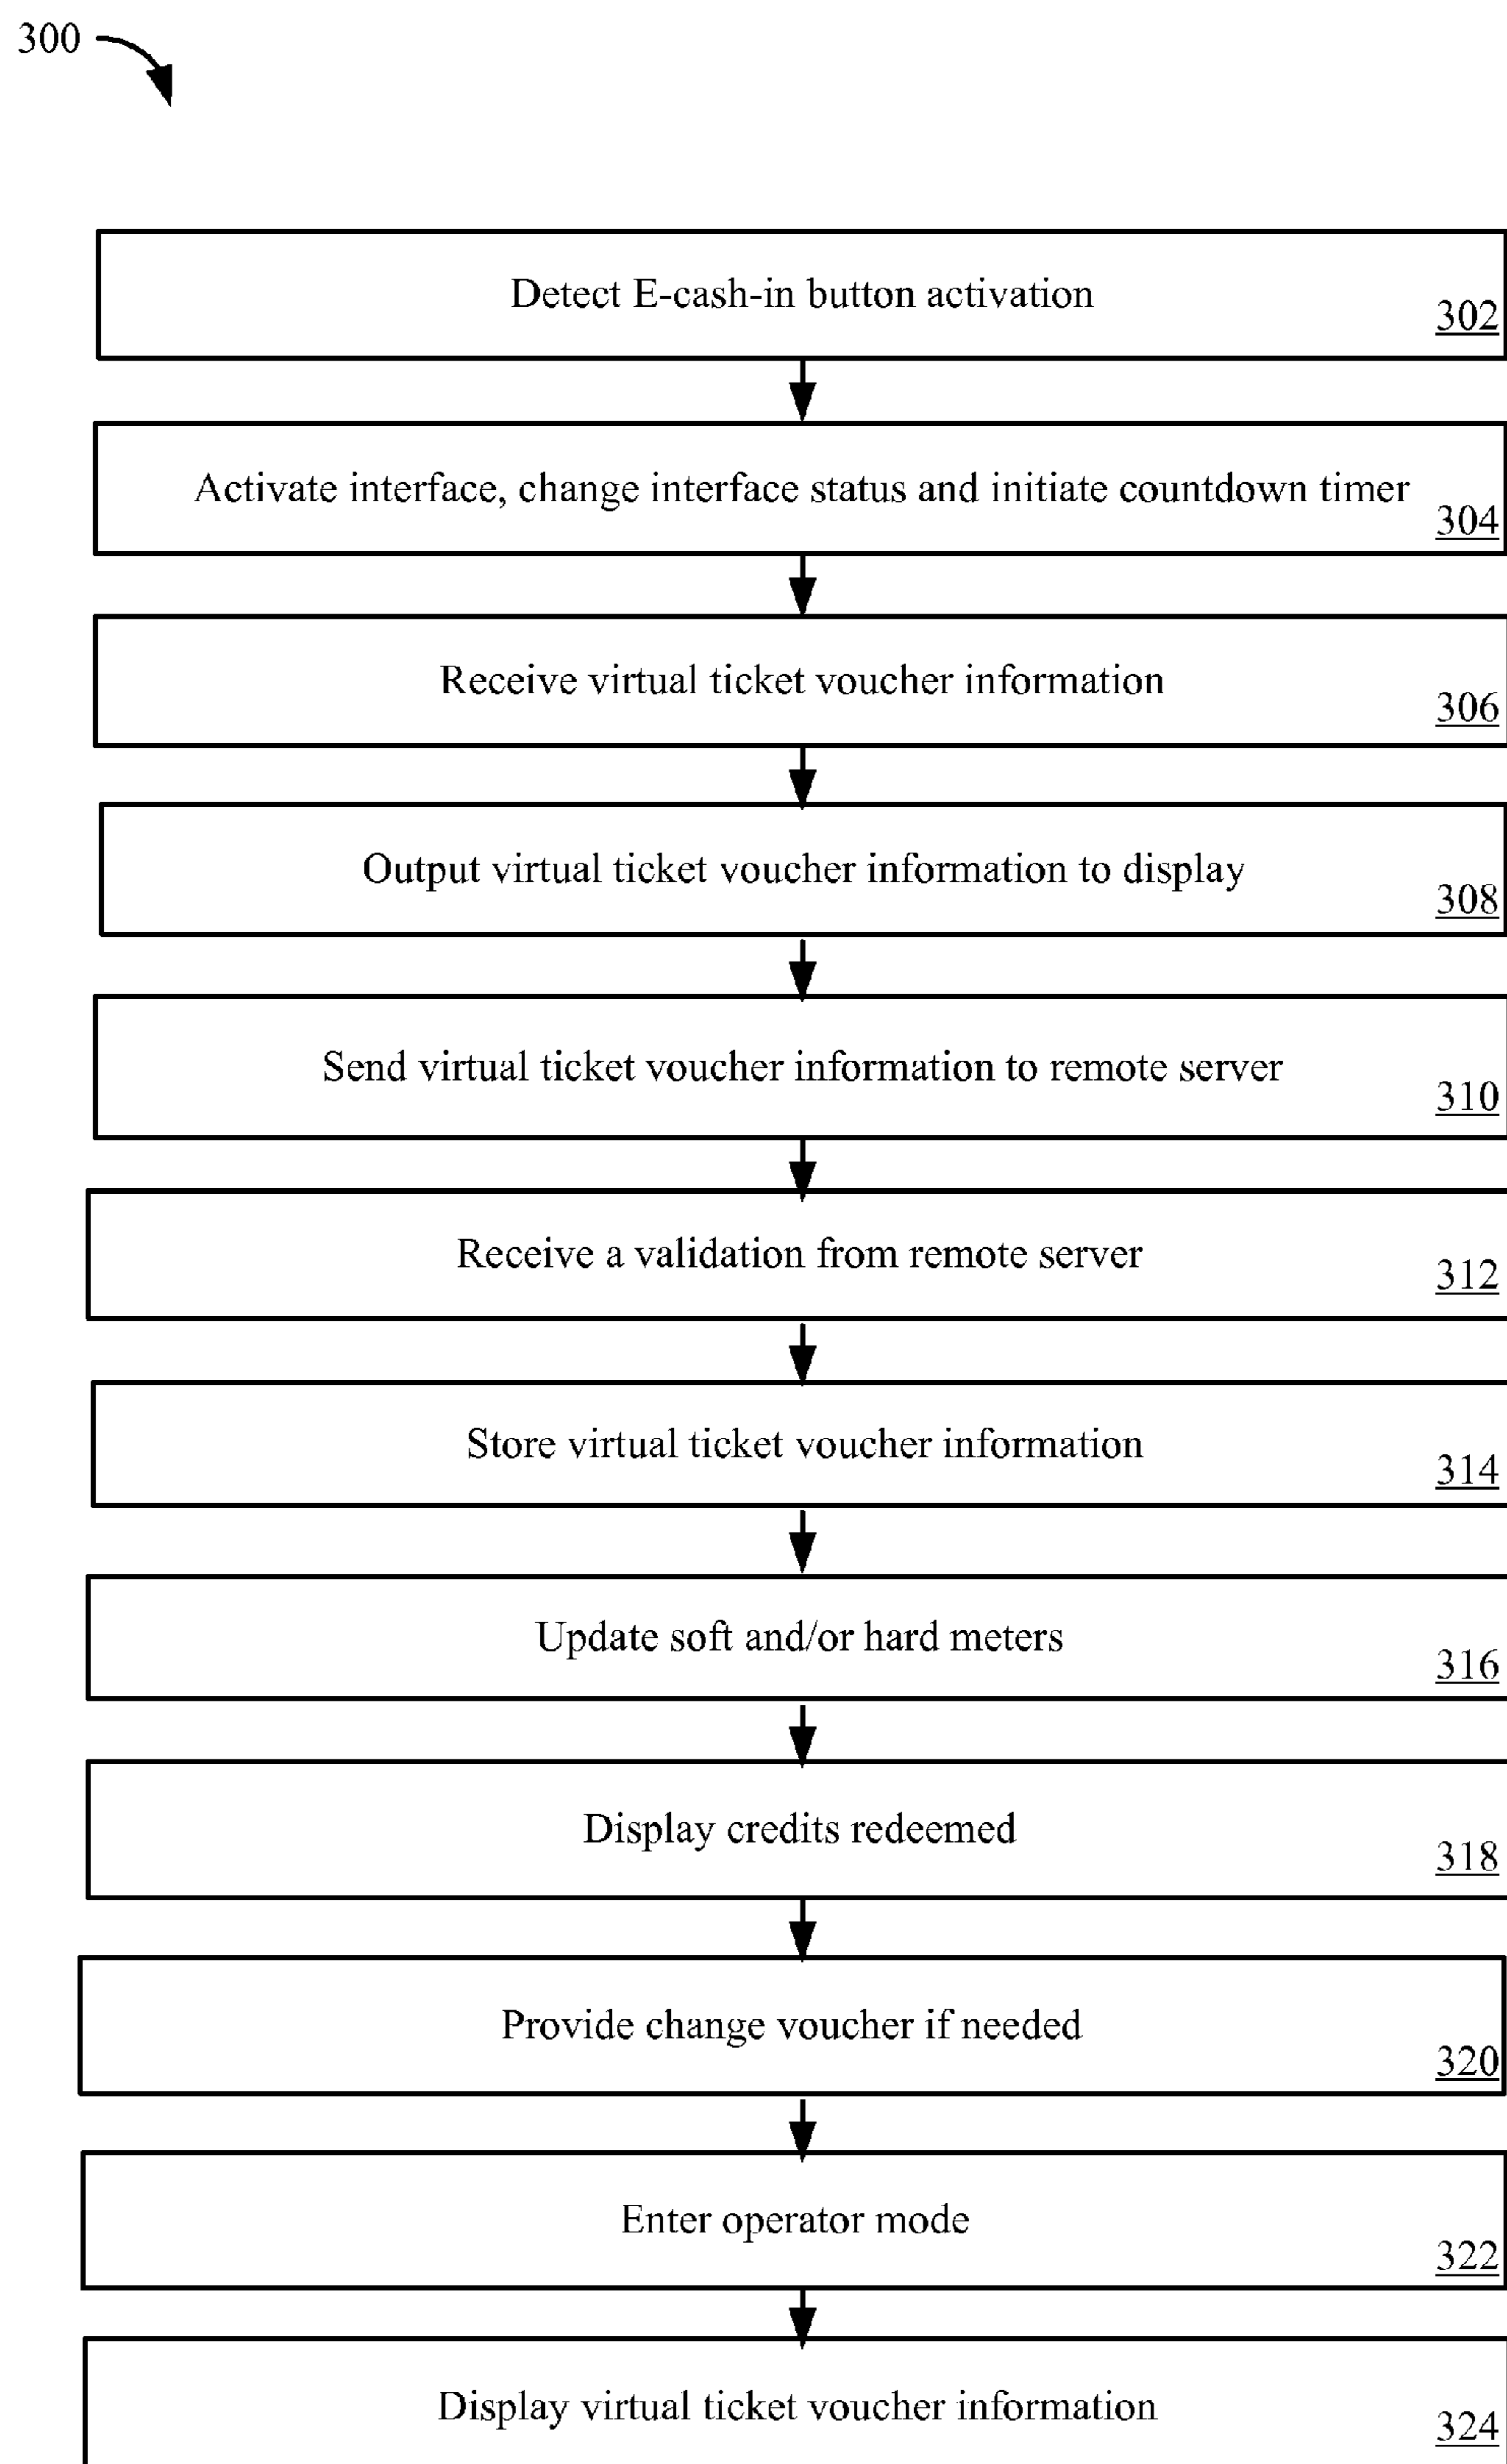 300
Detect E-cash-in button activation
302
Activate interface, change interface status and initiate countdown timer
304
Receive virtual ticket voucher information
306
Output virtual ticket voucher information to display
308
Send virtual ticket voucher information to remote server
310
Receive a validation from remote server
312
Store virtual ticket voucher information
314
Update soft and/or hard meters
316
Display credits redeemed
318
Provide change voucher if needed
320
Enter operator mode
322
Display virtual ticket voucher information
324